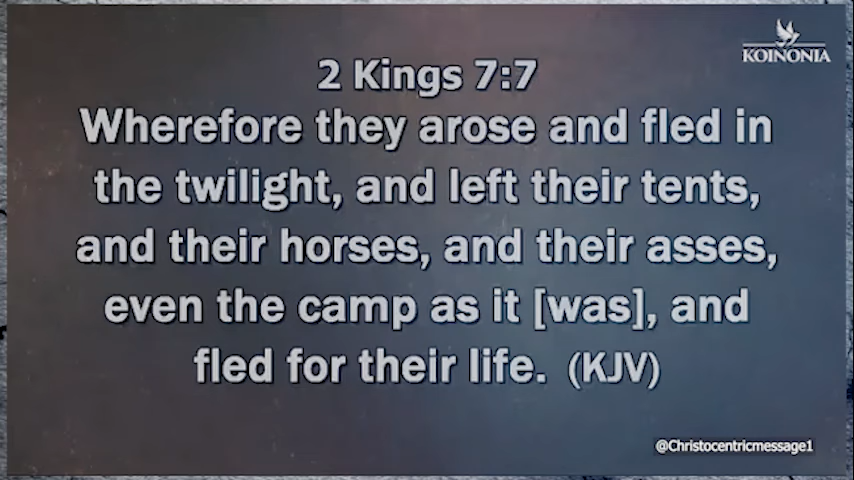 KOINONIA
2 Kings 7:7
Wherefore they arose and fled in
the twilight, and left their tents,
and their horses, and their asses,
even the camp as it [was], and
fled for their life. (KJV)
@Christocentricmessage1